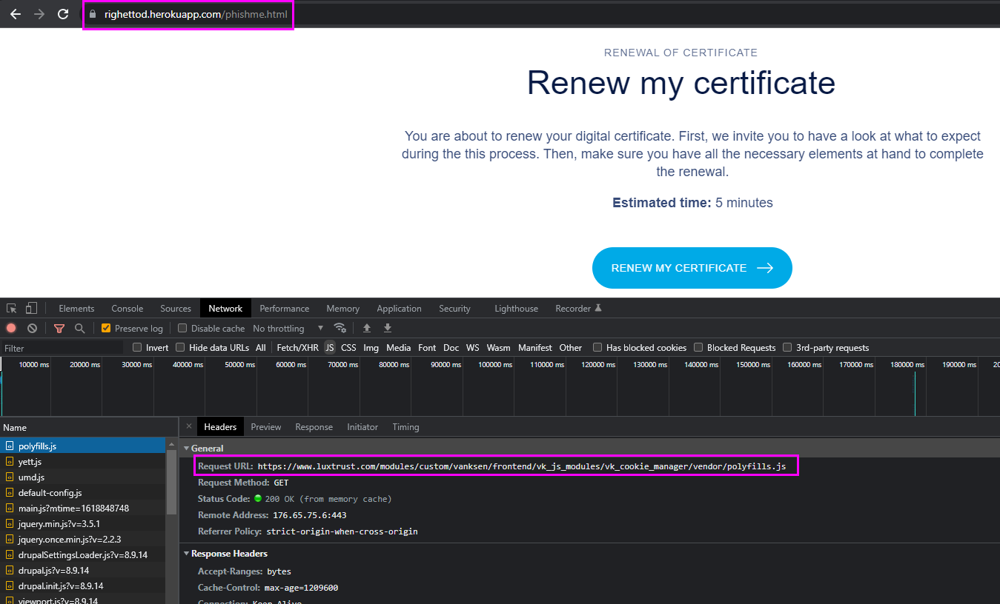 righettod.herokuapp.com/phishme.html
RENEWAL OF CERTIFICATE
Renew my certificate
You are about to renew your digital certificate. First, we invite you to have a look at what to expect
during the this process. Then, make sure you have all the necessary elements at hand to complete
the renewal.
Estimated time: 5 minutes
RENEW MY CERTIFICATE
Elements Console Sources Network Performance Memory Application Security Lighthouse Recorder
Preserve log Disable cache No throttling
Filter Invert Hide data URLs All Fetch/XHR JS CSS Img Media Font Doc WS Wasm Manifest Other Has blocked cookies Blocked Requests 3rd-party requests
10000 ms 20000 ms 30000 ms 40000 ms 50000 ms 60000 ms 70000 ms 80000 ms 90000 ms 100000 ms 110000 ms 120000 ms 130000 ms 140000 ms 150000 ms 160000 ms 170000 ms 180000 ms 190000 ms 20
Name
polyfills.js
yett.js
umd.js
default-config.js
main.js?mtime=1618848748
jquery.min.js?v=3.5.1
jquery.once.min.js?v=2.2.3
drupalSettingsLoader.js?v=8.9.14
drupal.js?v=8.9.14
drupal.init.js?v=8.9.14
viewport.js?v=8.9.14
Headers Preview Response Initiator Timing
General
Request URL: https://www.luxtrust.com/modules/custom/vanksen/frontend/vk_js_modules/vk_cookie_manager/vendor/polyfills.js
Request Method: GET
Status Code: 200 OK (from memory cache)
Remote Address: 176.65.75.6:443
Referrer Policy: strict-origin-when-cross-origin
Response Headers
Accept-Ranges: bytes
Cache-Control: max-age=1209600
Connection: Keep-Alive